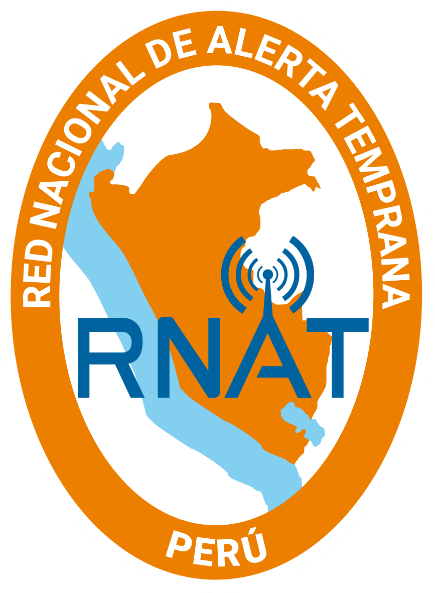 RED NACIONAL DE ALERTA TEMPRANA
RNAT
PERÚ